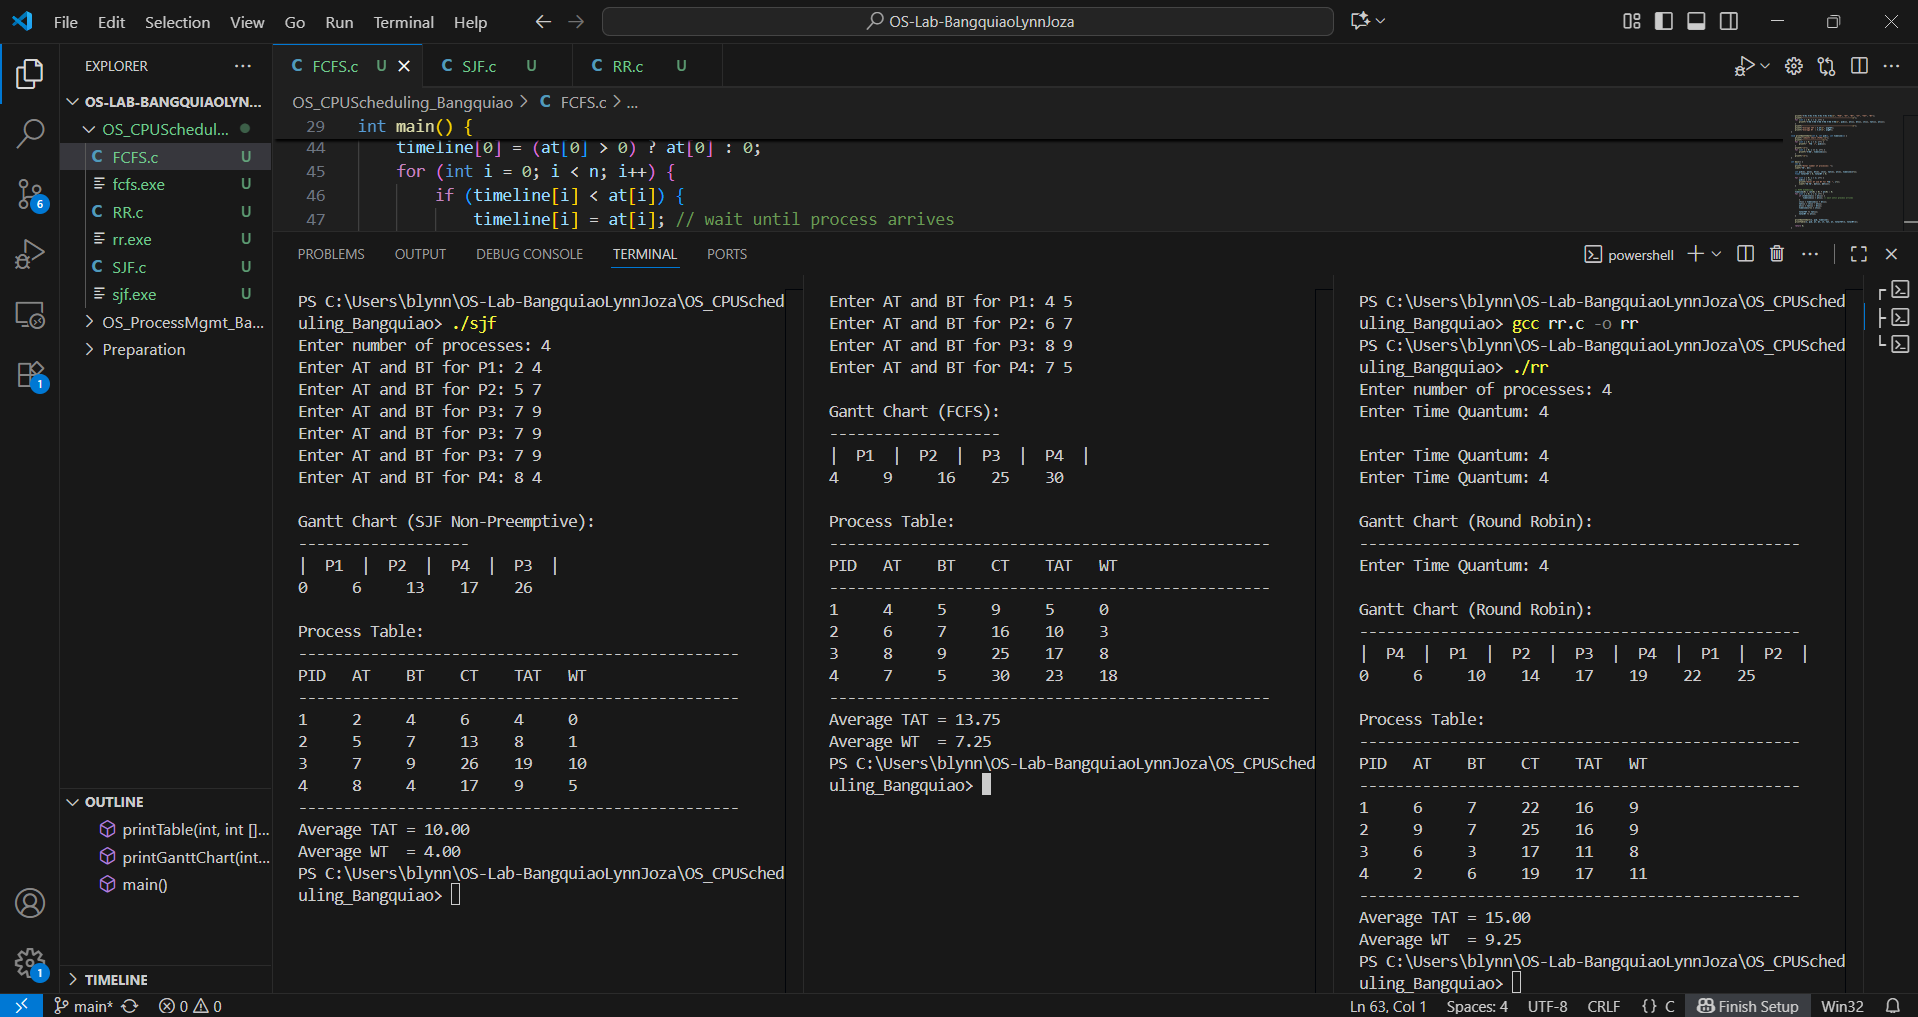 File Edit Selection View Go Run Terminal Help
OS-Lab-BangquiaoLynnJoza
EXPLORER
OS-LAB-BANGQUIAOLYN...
OS_CPUSchedul...
FCFS.c U
fcfs.exe U
RR.c U
rr.exe U
SJF.c U
sjf.exe U
OS_ProcessMgmt_Ba...
Preparation
6
1
OUTLINE
printTable(int, int []...
printGanttChart(int...
main()
TIMELINE
1
C FCFS.c U
C SJF.c U
C RR.c U
OS_CPUScheduling_Bangquiao > C FCFS.c > ...
29 int main() {
44 timeline[0] = (at[0] > 0) ? at[0] : 0;
45 for (int i = 0; i < n; i++) {
46 if (timeline[i] < at[i]) {
47 timeline[i] = at[i]; // wait until process arrives
PROBLEMS OUTPUT DEBUG CONSOLE TERMINAL PORTS
powershell
PS C:\Users\blynn\OS-Lab-BangquiaoLynnJoza\OS_CPUSched
uling_Bangquiao> ./sjf
Enter number of processes: 4
Enter AT and BT for P1: 2 4
Enter AT and BT for P2: 5 7
Enter AT and BT for P3: 7 9
Enter AT and BT for P3: 7 9
Enter AT and BT for P3: 7 9
Enter AT and BT for P4: 8 4
Gantt Chart (SJF Non-Preemptive):
-------------------
| P1 | P2 | P4 | P3 |
0 6 13 17 26
Process Table:
-------------------------------------------------
PID AT BT CT TAT WT
-------------------------------------------------
1 2 4 6 4 0
2 5 7 13 8 1
3 7 9 26 19 10
4 8 4 17 9 5
-------------------------------------------------
Average TAT = 10.00
Average WT = 4.00
PS C:\Users\blynn\OS-Lab-BangquiaoLynnJoza\OS_CPUSched
uling_Bangquiao>
Enter AT and BT for P1: 4 5
Enter AT and BT for P2: 6 7
Enter AT and BT for P3: 8 9
Enter AT and BT for P4: 7 5
Gantt Chart (FCFS):
-------------------
| P1 | P2 | P3 | P4 |
4 9 16 25 30
Process Table:
-------------------------------------------------
PID AT BT CT TAT WT
-------------------------------------------------
1 4 5 9 5 0
2 6 7 16 10 3
3 8 9 25 17 8
4 7 5 30 23 18
-------------------------------------------------
Average TAT = 13.75
Average WT = 7.25
PS C:\Users\blynn\OS-Lab-BangquiaoLynnJoza\OS_CPUSched
uling_Bangquiao>
PS C:\Users\blynn\OS-Lab-BangquiaoLynnJoza\OS_CPUSched
uling_Bangquiao> gcc rr.c -o rr
PS C:\Users\blynn\OS-Lab-BangquiaoLynnJoza\OS_CPUSched
uling_Bangquiao> ./rr
Enter number of processes: 4
Enter Time Quantum: 4
Enter Time Quantum: 4
Enter Time Quantum: 4
Gantt Chart (Round Robin):
-------------------------------------------------
Enter Time Quantum: 4
Gantt Chart (Round Robin):
-------------------------------------------------
| P4 | P1 | P2 | P3 | P4 | P1 | P2 |
0 6 10 14 17 19 22 25
Process Table:
-------------------------------------------------
PID AT BT CT TAT WT
-------------------------------------------------
1 6 7 22 16 9
2 9 7 25 16 9
3 6 3 17 11 8
4 2 6 19 17 11
-------------------------------------------------
Average TAT = 15.00
Average WT = 9.25
PS C:\Users\blynn\OS-Lab-BangquiaoLynnJoza\OS_CPUSched
uling_Bangquiao>
main* 0 0 Ln 63, Col 1 Spaces: 4 UTF-8 CRLF {} C Finish Setup Win32